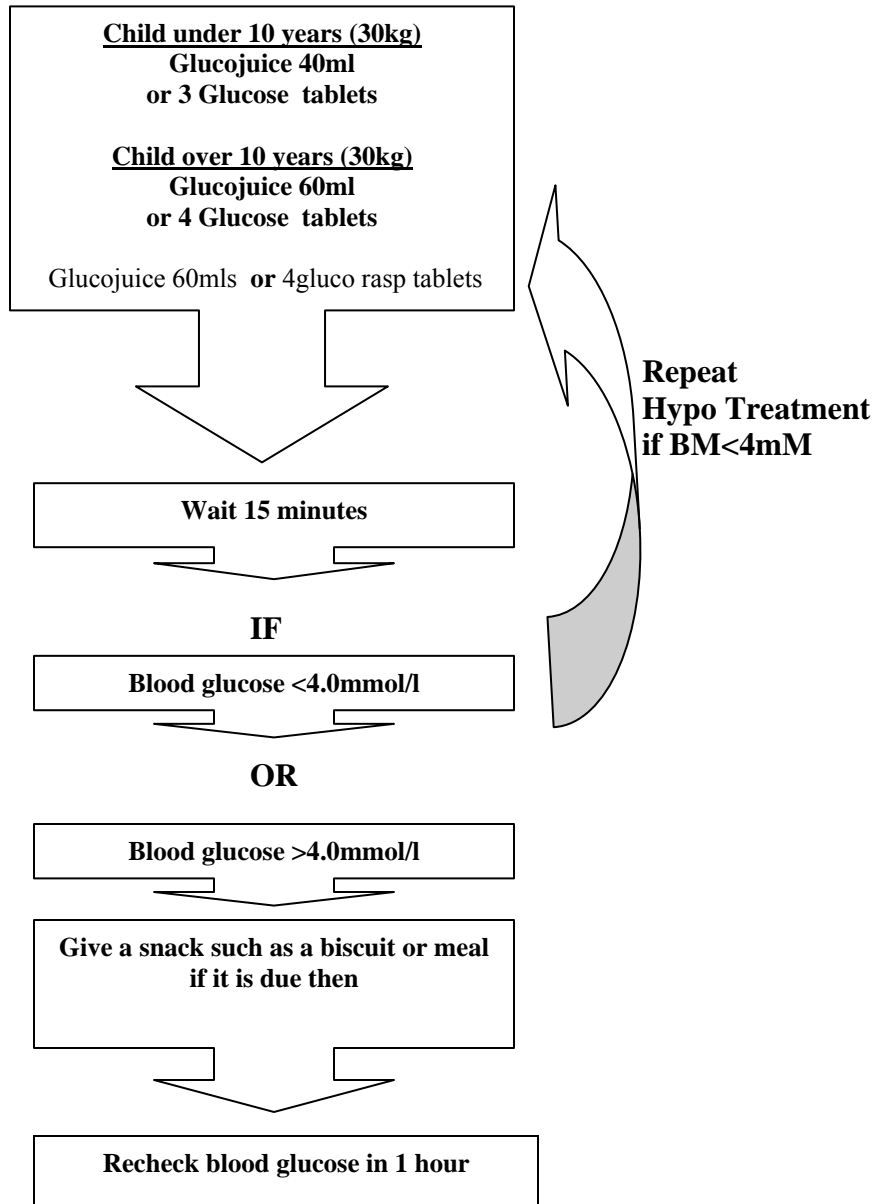 Child under 10 years (30kg)
Glucojuice 40ml
or 3 Glucose tablets
Child over 10 years (30kg)
Glucojuice 60ml
or 4 Glucose tablets
Glucojuice 60mls or 4gluco rasp tablets
Repeat
Hypo Treatment
if BM<4mM
Wait 15 minutes
IF
Blood glucose <4.0mmol/l
OR
Blood glucose >4.0mmol/l
Give a snack such as a biscuit or meal
if it is due then
Recheck blood glucose in 1 hour